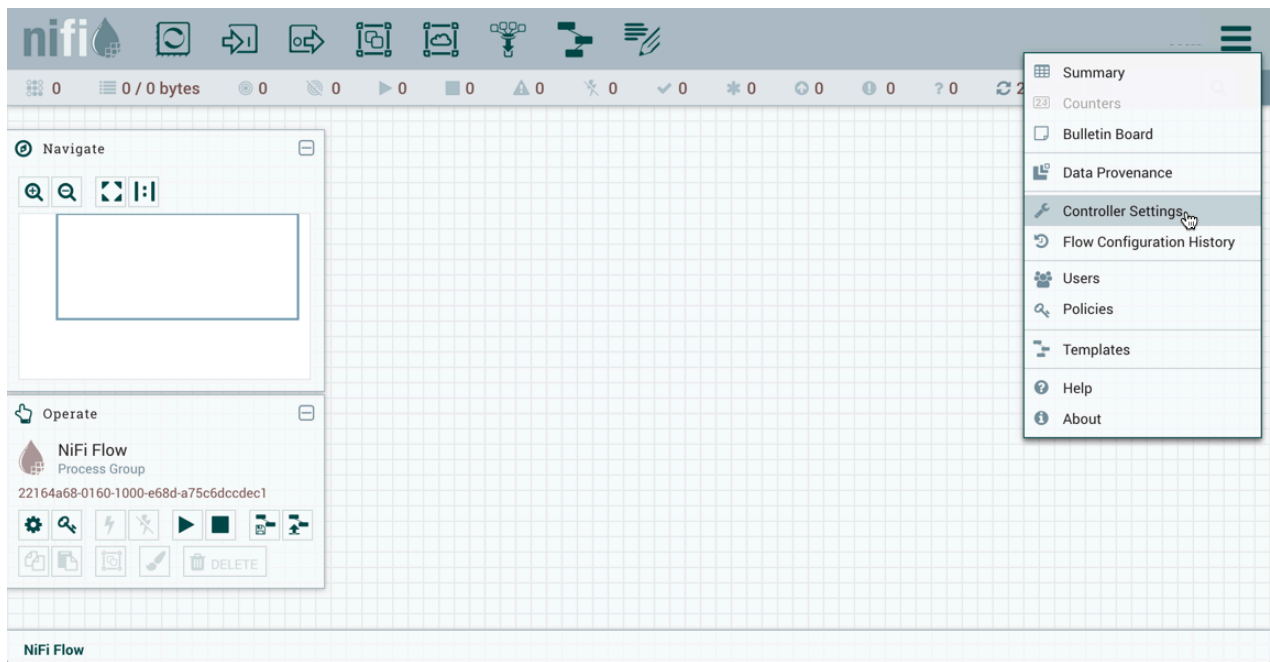 nifi
0
0 / 0 bytes
0
0
0
0
0
0
0
0
0
0
0
2
Summary
Counters
Bulletin Board
Data Provenance
Controller Settings
Flow Configuration History
Users
Policies
Templates
Help
About
Navigate
Operate
NiFi Flow
Process Group
22164a68-0160-1000-e68d-a75c6dccdec1
DELETE
NiFi Flow